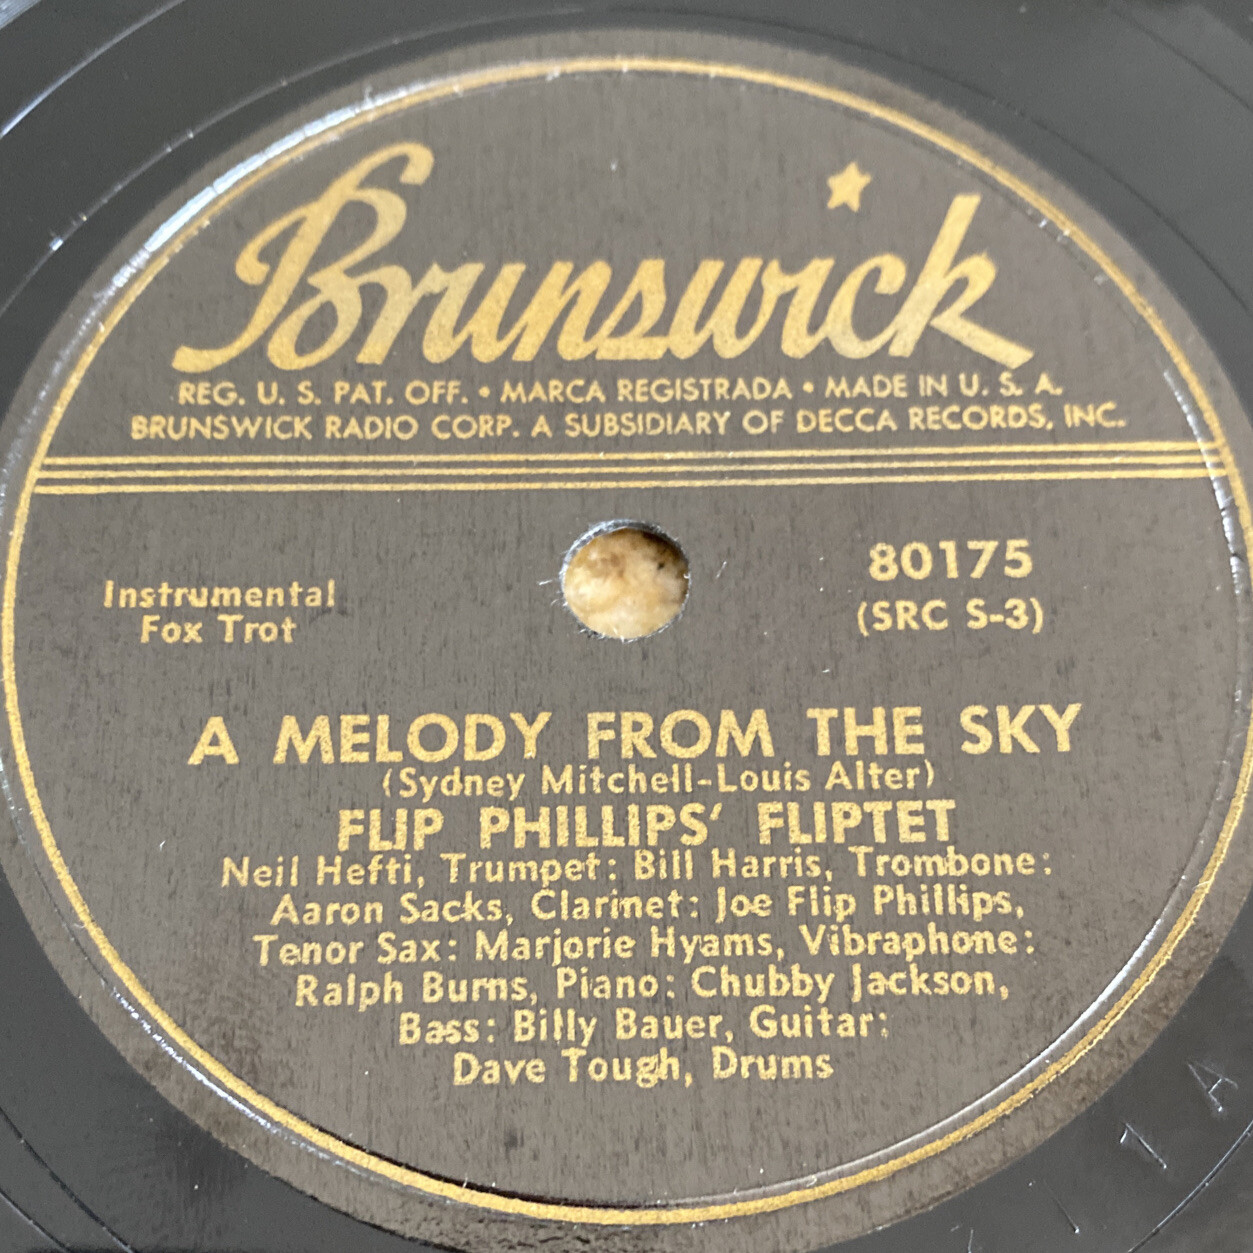 Brunswick
REG. U. S. PAT. OFF. • MARCA REGISTRADA • MADE IN U. S. A.
BRUNSWICK RADIO CORP. A SUBSIDIARY OF DECCA RECORDS, INC.
Instrumental
Fox Trot
80175
(SRC S-3)
A MELODY FROM THE SKY
(Sydney Mitchell-Louis Alter)
FLIP PHILLIPS' FLIPTET
Neil Hefti, Trumpet: Bill Harris, Trombone:
Aaron Sacks, Clarinet: Joe Flip Phillips,
Tenor Sax: Marjorie Hyams, Vibraphone:
Ralph Burns, Piano: Chubby Jackson,
Bass: Billy Bauer, Guitar:
Dave Tough, Drums
1 A